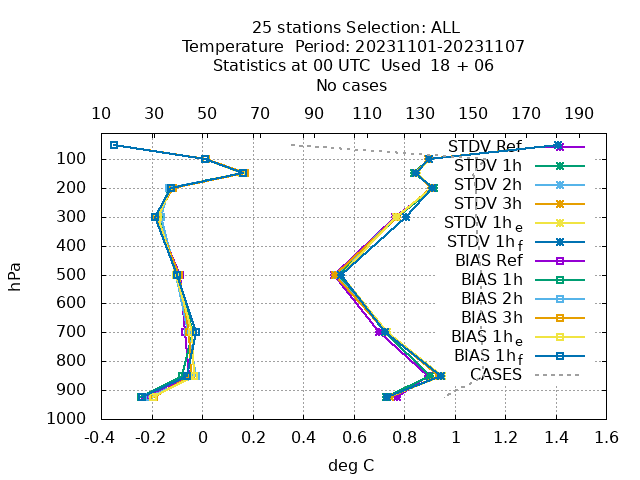 25 stations Selection: ALL
Temperature  Period: 20231101-20231107
Statistics at 00 UTC  Used  18 + 06
No cases
10 30 50 70 90 110 130 150 170 190
hPa
100
200
300
400
500
600
700
800
900
1000
STDV Ref
STDV 1h
STDV 2h
STDV 3h
STDV 1h e
STDV 1h f
BIAS Ref
BIAS 1h
BIAS 2h
BIAS 3h
BIAS 1h e
BIAS 1h f
CASES
-0.4 -0.2 0 0.2 0.4 0.6 0.8 1 1.2 1.4 1.6
deg C